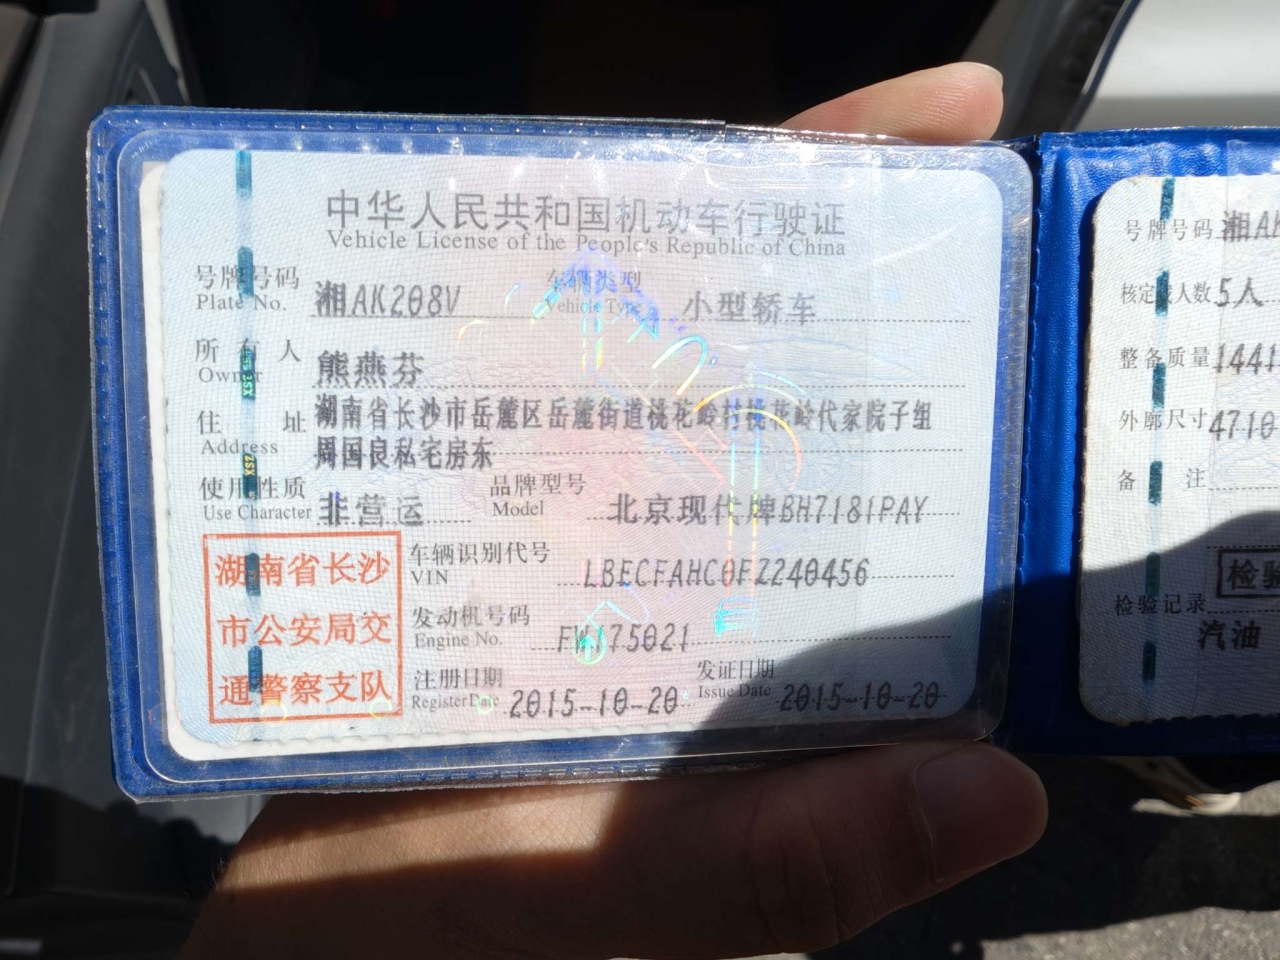 中华人民共和国机动车行驶证
Vehicle License of the People's Republic of China
号牌号码 湘AK208V 车辆类型 小型轿车
Plate No. Vehicle Type
所有人 熊燕芬
Owner
住址 湖南省长沙市岳麓区岳麓街道桃花岭村桃花岭代家院子组
Address 周国良私宅房东
使用性质 非营运 品牌型号 北京现代牌BH7181PAY
Use Character Model
车辆识别代号 LBECFAHC0FZ240456
VIN
发动机号码 FW175021
Engine No.
注册日期 2015-10-20 发证日期 2015-10-20
Register Date Issue Date
湖南省长沙
市公安局交
通警察支队
号牌号码 湘A
核定载人数 5人
整备质量 1441
外廓尺寸 4710
备注
检验记录
汽油